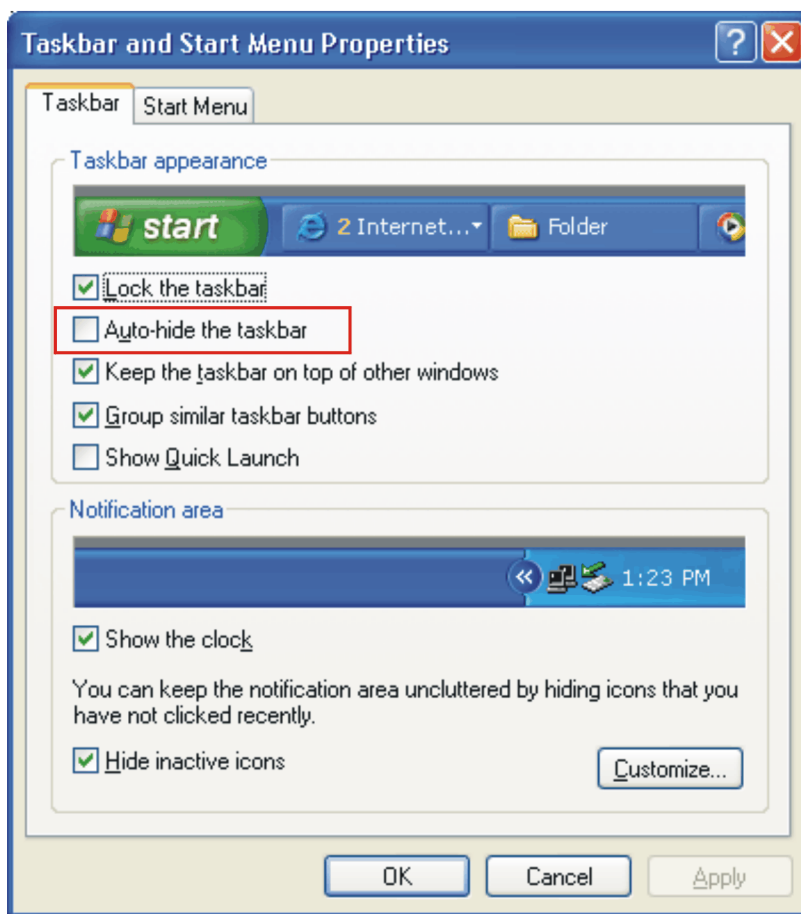 Taskbar and Start Menu Properties
Taskbar Start Menu
Taskbar appearance
start 2 Internet... Folder
Lock the taskbar
Auto-hide the taskbar
Keep the taskbar on top of other windows
Group similar taskbar buttons
Show Quick Launch
Notification area
1:23 PM
Show the clock
You can keep the notification area uncluttered by hiding icons that you
have not clicked recently.
Hide inactive icons
Customize...
OK Cancel Apply